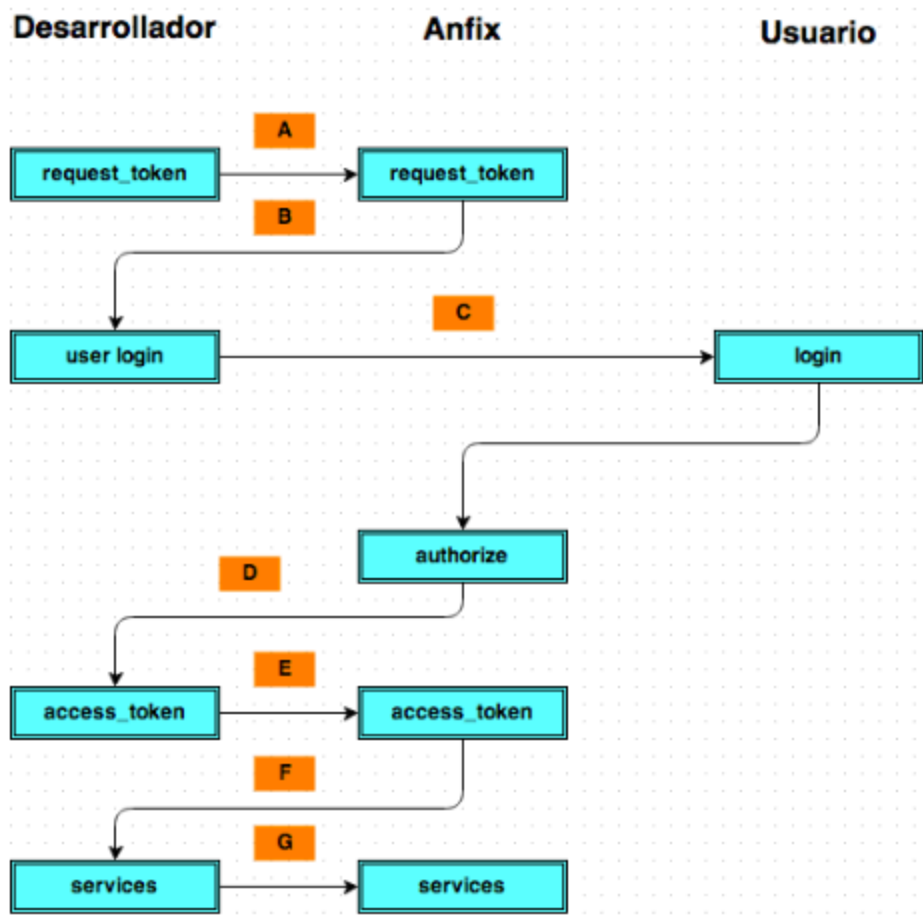 Desarrollador Anfix Usuario
A
request_token request_token
B
C
user login login
authorize
D
E
access_token access_token
F
G
services services